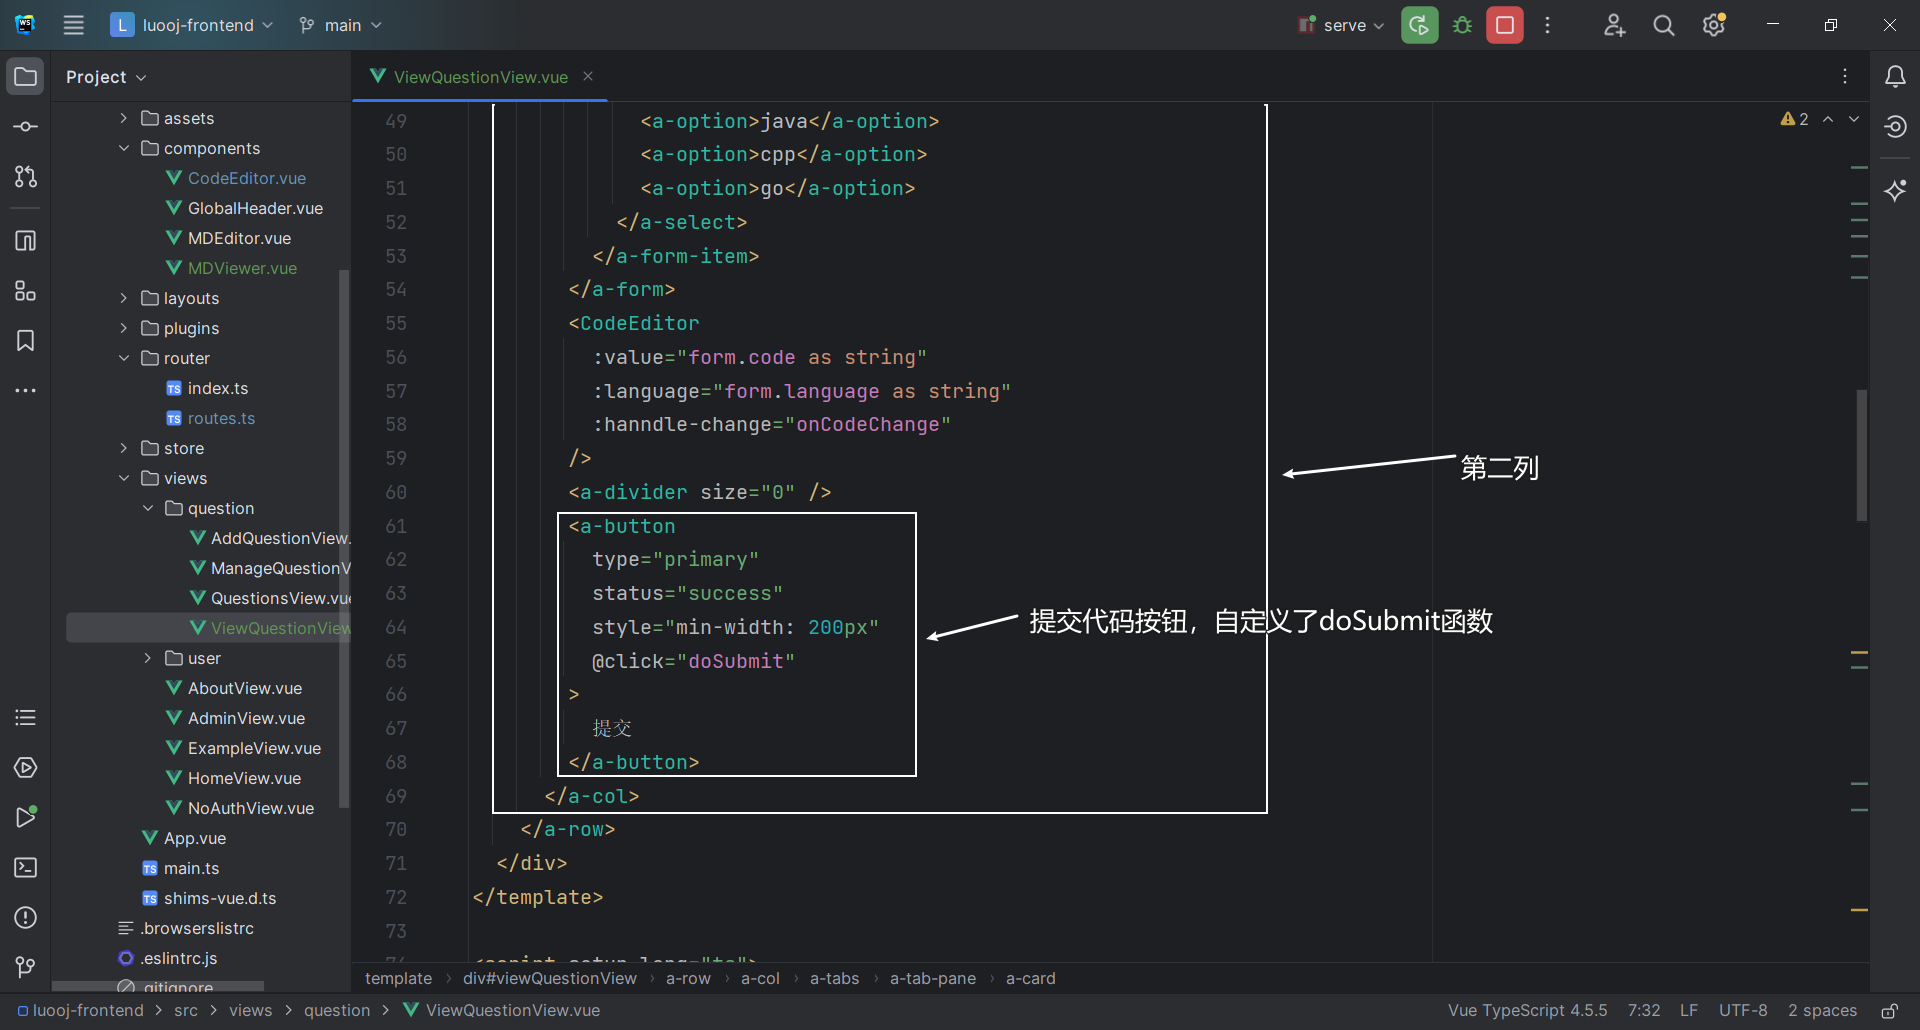 L luooj-frontend
main
serve
Project
ViewQuestionView.vue
assets
components
CodeEditor.vue
GlobalHeader.vue
MDEditor.vue
MDViewer.vue
layouts
plugins
router
index.ts
routes.ts
store
views
question
AddQuestionView.
ManageQuestionV
QuestionsView.vue
ViewQuestionView
user
AboutView.vue
AdminView.vue
ExampleView.vue
HomeView.vue
NoAuthView.vue
App.vue
main.ts
shims-vue.d.ts
.browserslistrc
.eslintrc.js
.gitignore
2
49 <a-option>java</a-option>
50 <a-option>cpp</a-option>
51 <a-option>go</a-option>
52 </a-select>
53 </a-form-item>
54 </a-form>
55 <CodeEditor
56 :value="form.code as string"
57 :language="form.language as string"
58 :hanndle-change="onCodeChange"
59 />
60 <a-divider size="0" />
61 <a-button
62 type="primary"
63 status="success"
64 style="min-width: 200px"
65 @click="doSubmit"
66 >
67 提交
68 </a-button>
69 </a-col>
70 </a-row>
71 </div>
72 </template>
73
74 <script setup lang="ts">
第二列
提交代码按钮，自定义了doSubmit函数
template div#viewQuestionView a-row a-col a-tabs a-tab-pane a-card
luooj-frontend src views question ViewQuestionView.vue
Vue TypeScript 4.5.5 7:32 LF UTF-8 2 spaces